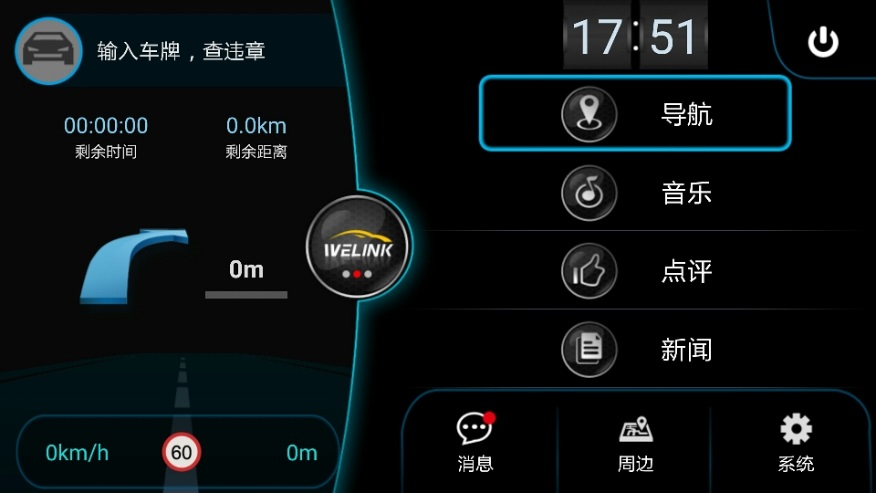 输入车牌，查违章
00:00:00
剩余时间
0.0km
剩余距离
0m
0km/h
60
0m
WELINK
17:51
导航
音乐
点评
新闻
消息
周边
系统